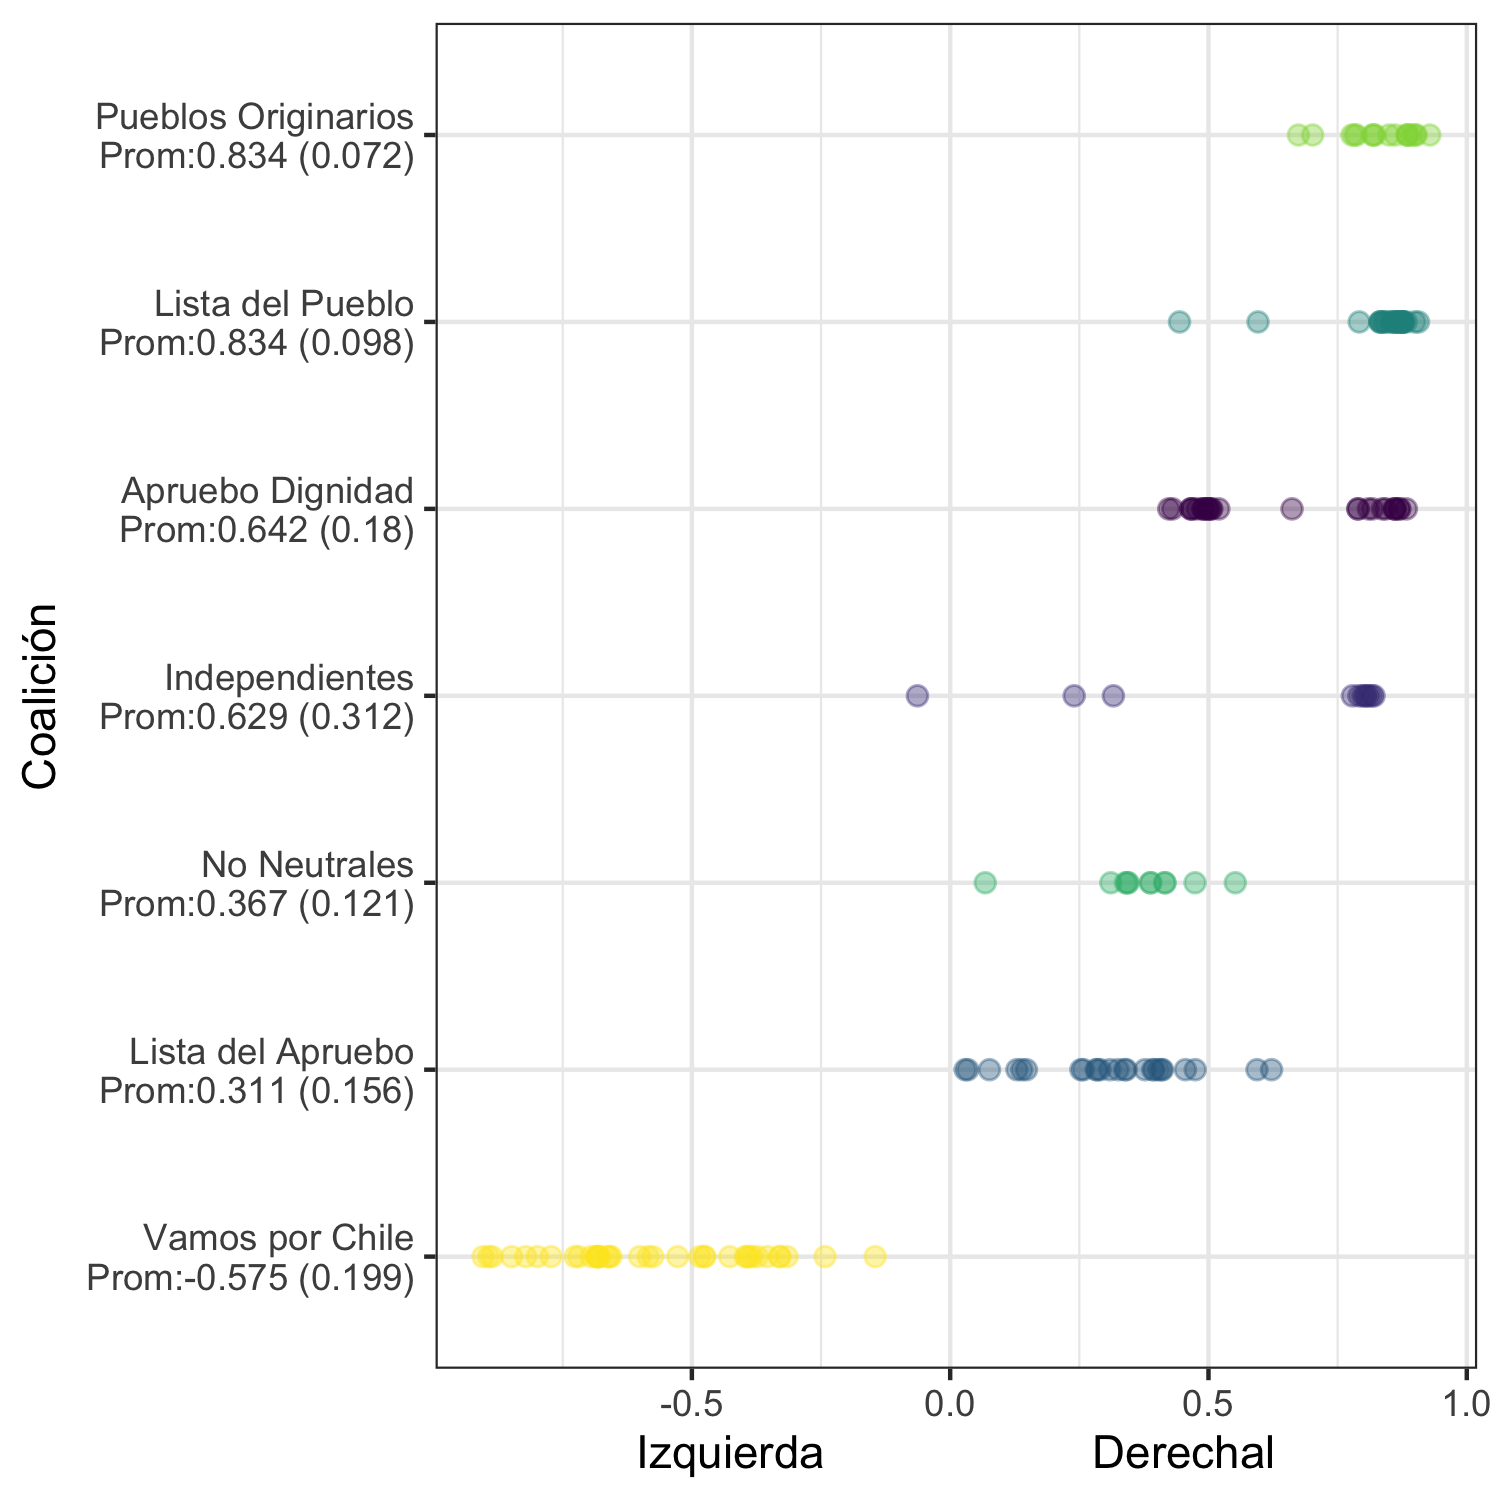 Pueblos Originarios
Prom:0.834 (0.072)
Lista del Pueblo
Prom:0.834 (0.098)
Apruebo Dignidad
Prom:0.642 (0.18)
Independientes
Prom:0.629 (0.312)
No Neutrales
Prom:0.367 (0.121)
Lista del Apruebo
Prom:0.311 (0.156)
Vamos por Chile
Prom:-0.575 (0.199)
Coalición
-0.5 0.0 0.5 1.0
Izquierda Derechal